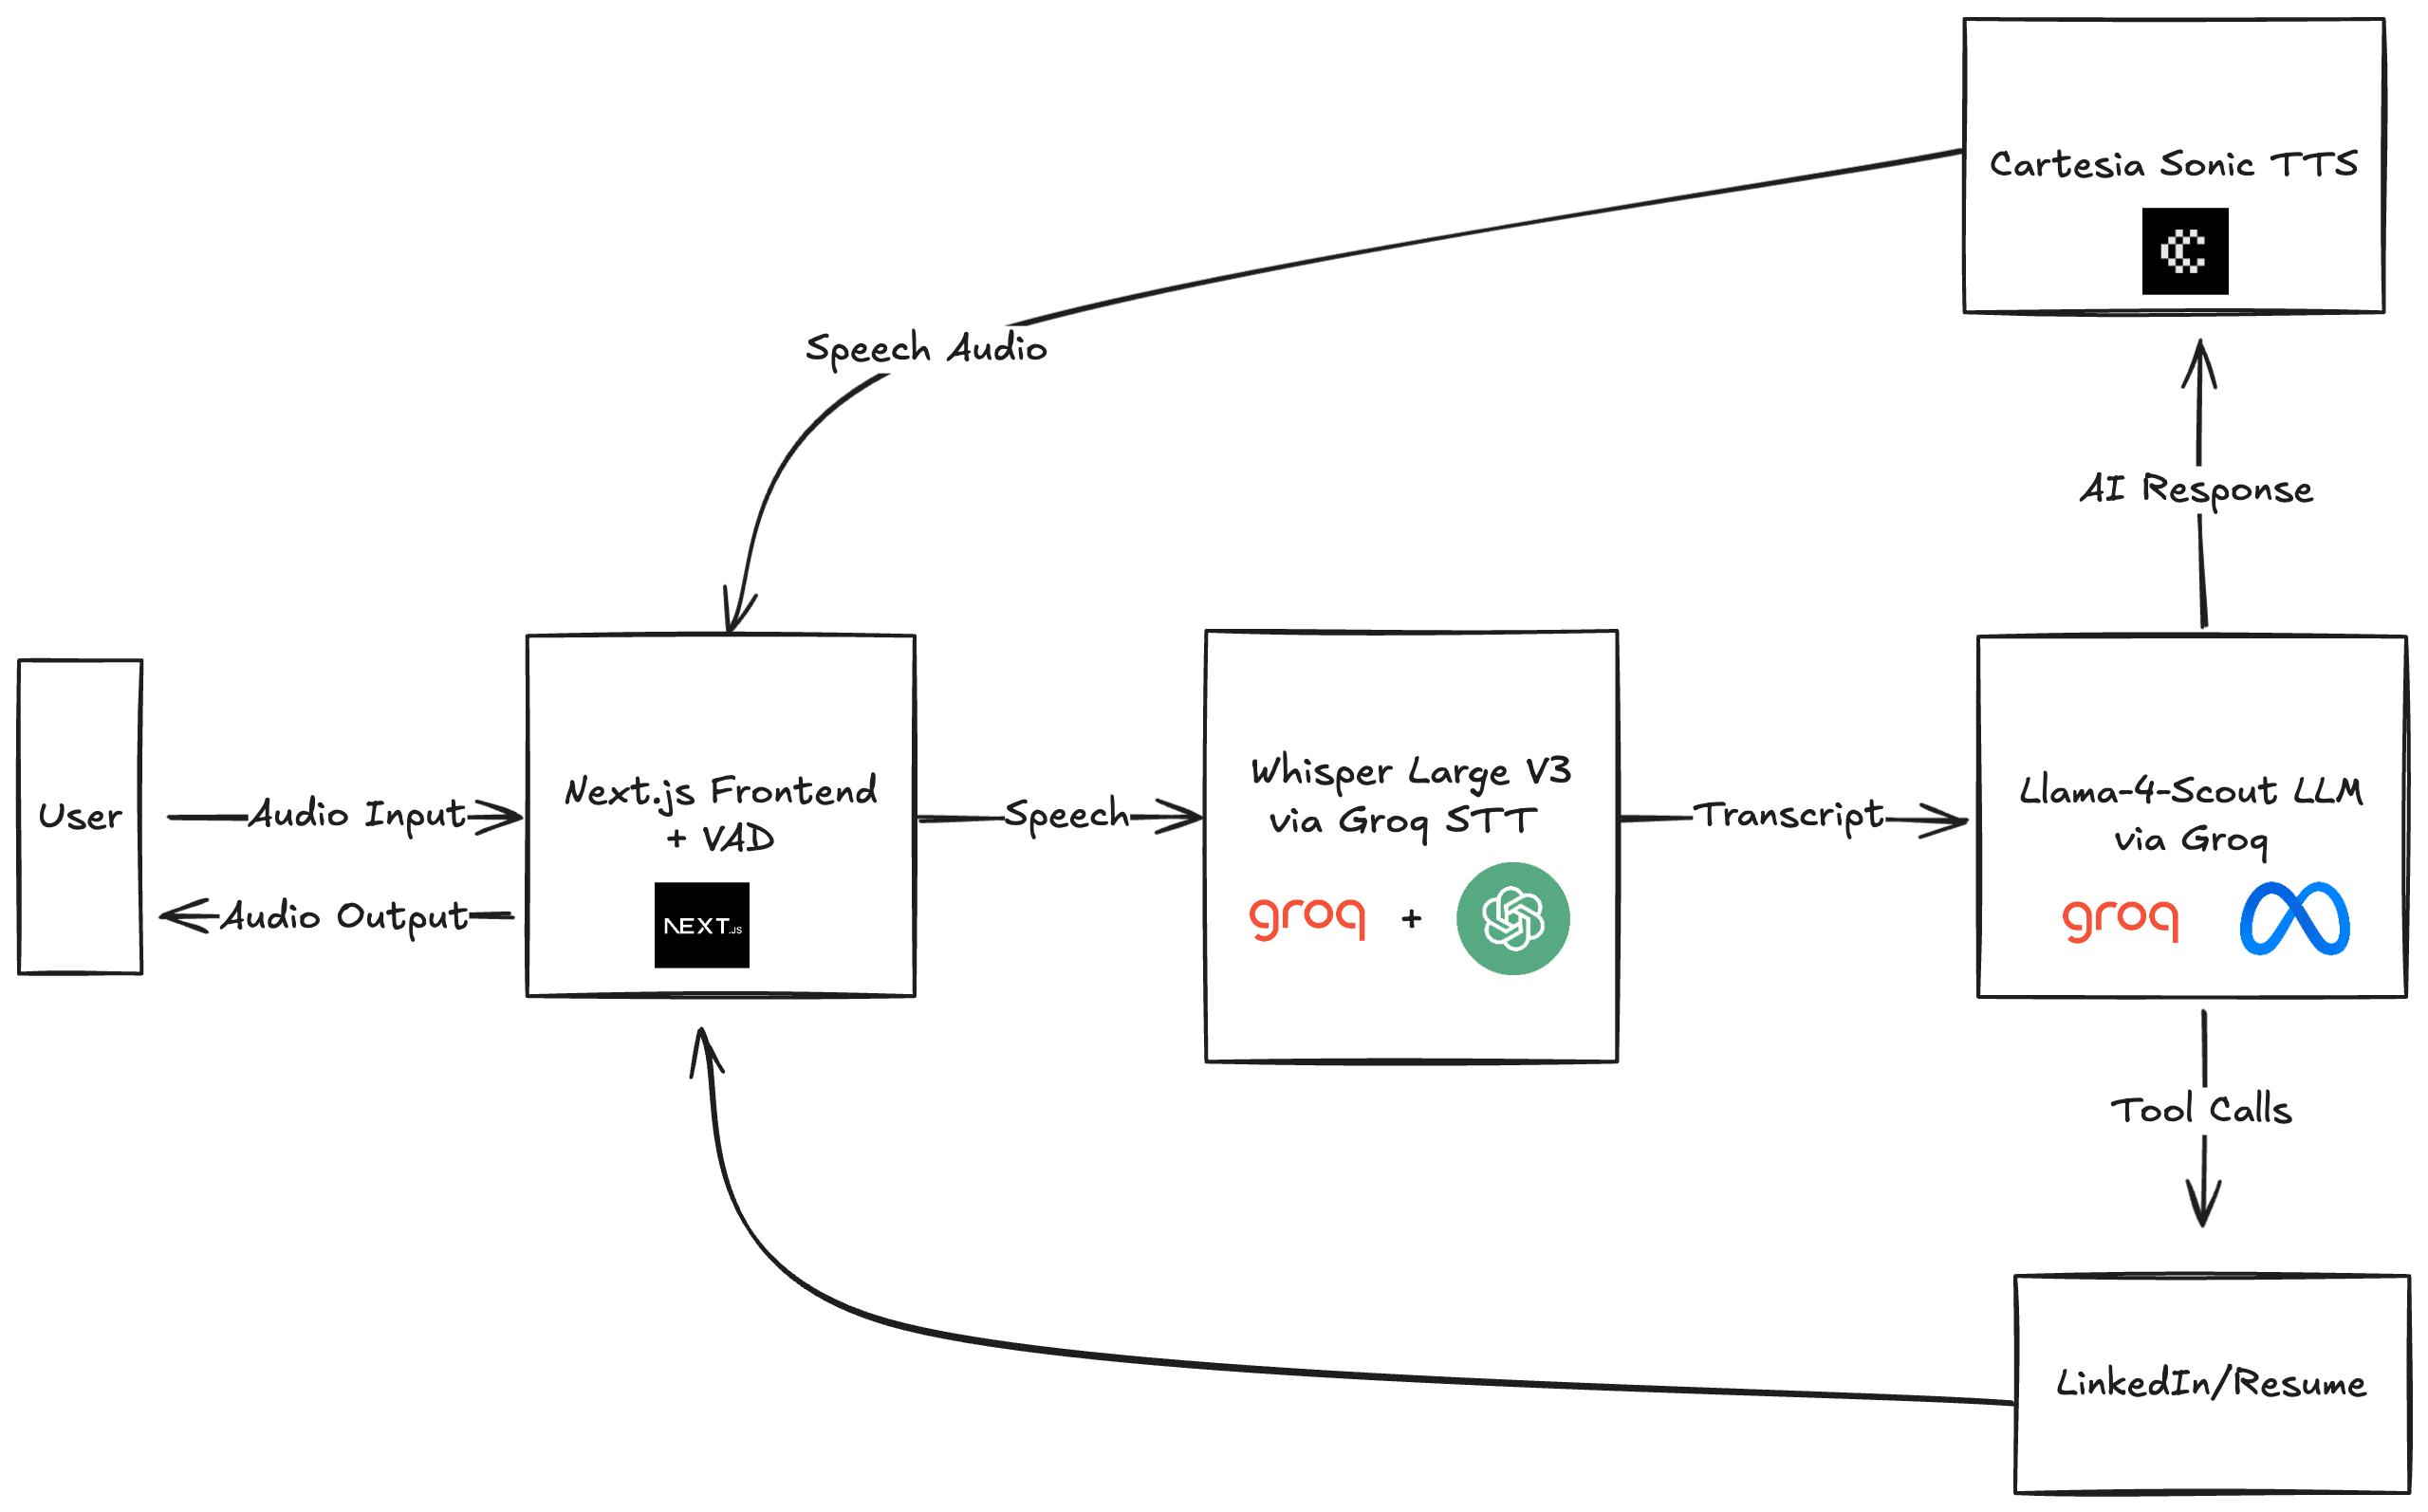 Cartesia Sonic TTS
C
Speech Audio
AI Response
User
Audio Input
Audio Output
Next.js Frontend
+ VAD
NEXT.JS
Speech
Whisper Large V3
via Groq STT
groq +
Transcript
Llama-4-Scout LLM
via Groq
groq
Tool Calls
LinkedIn/Resume